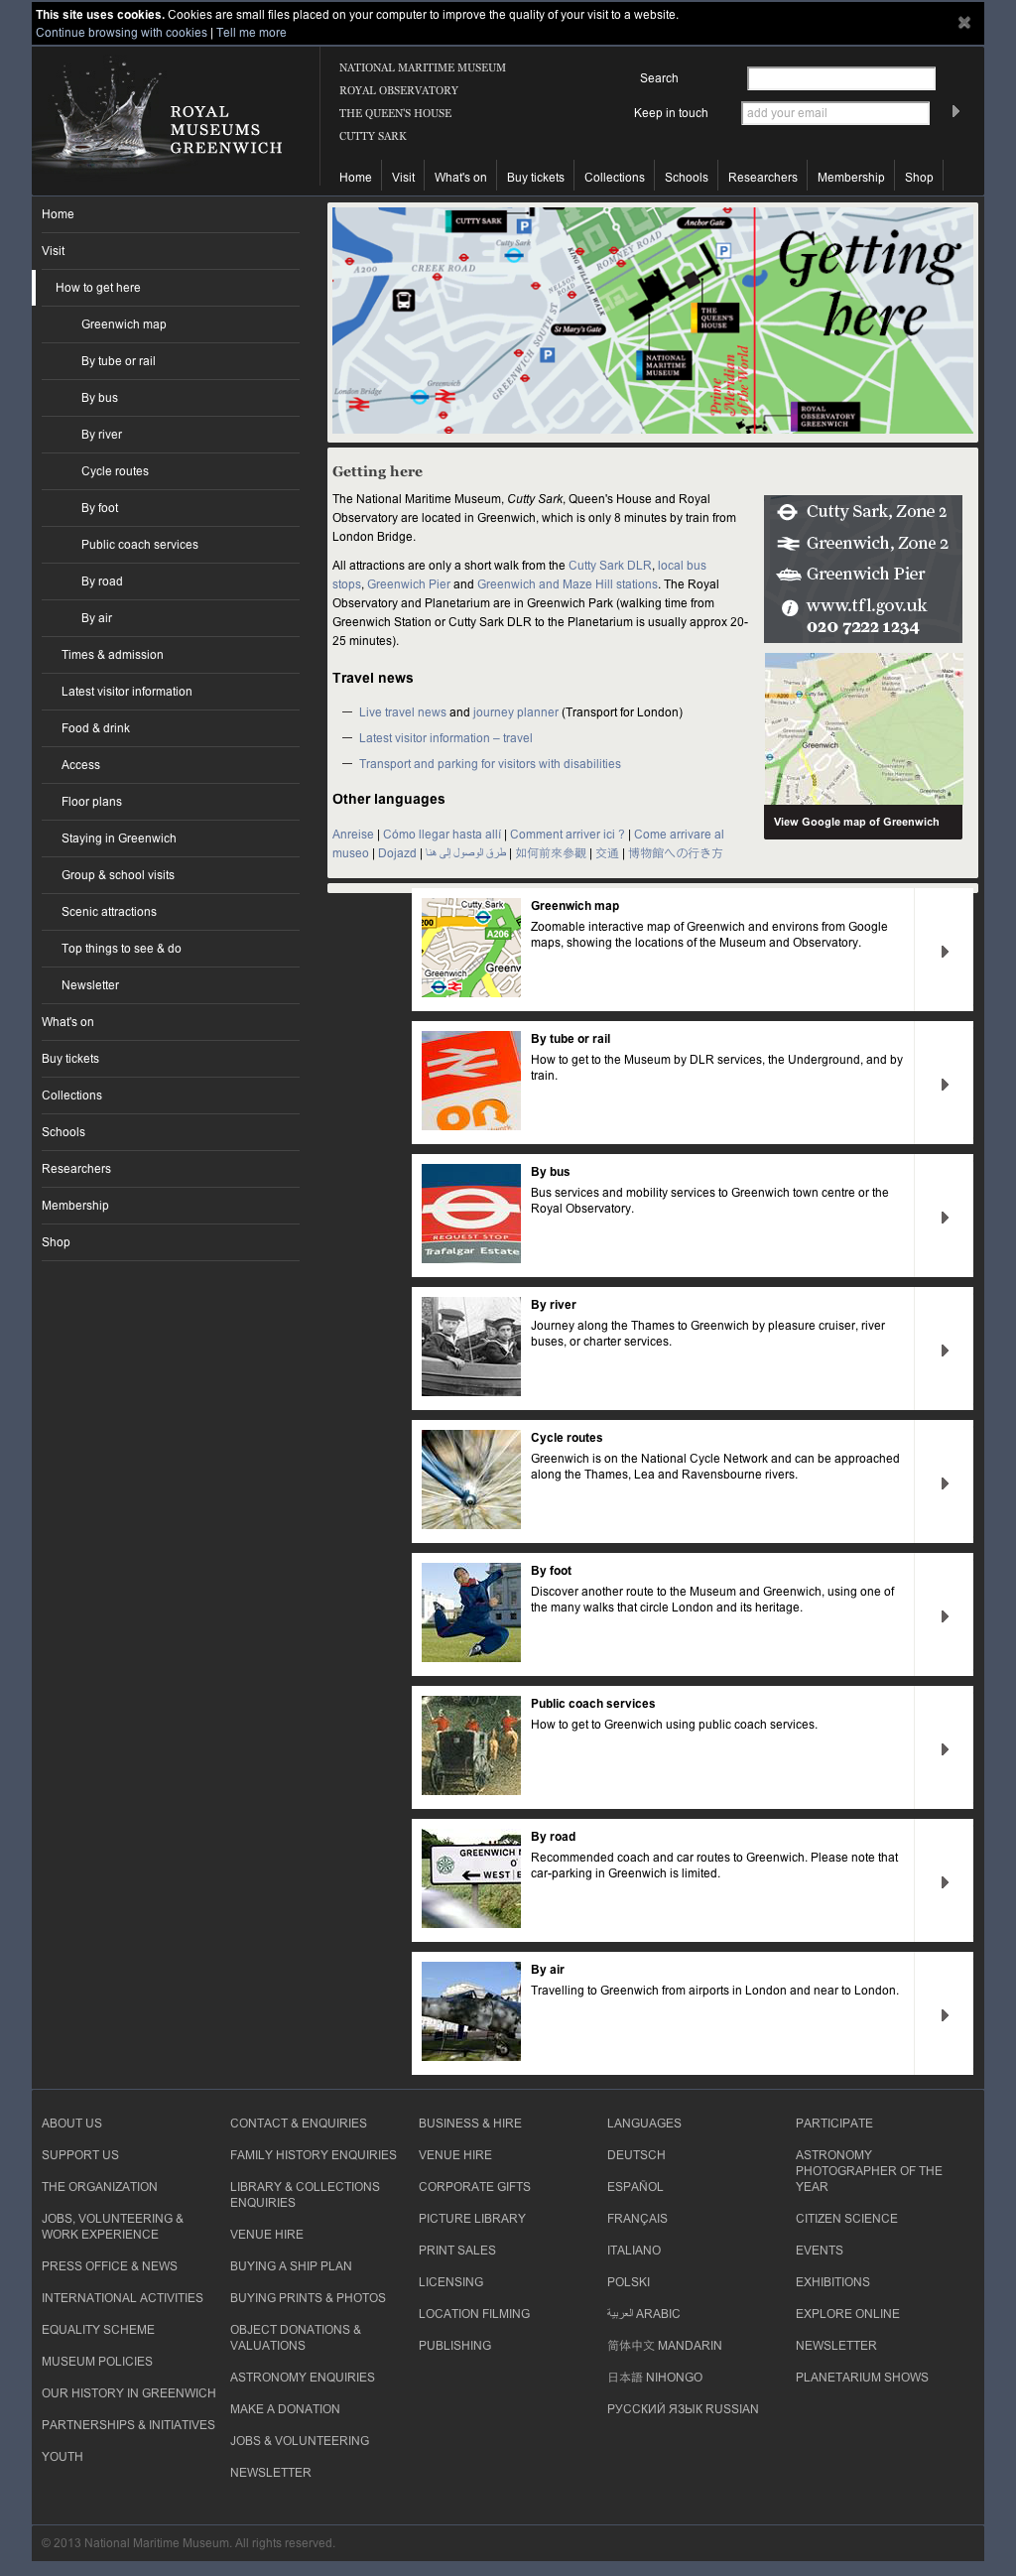 This site uses cookies. Cookies are small files placed on your computer to improve the quality of your visit to a website.
Continue browsing with cookies | Tell me more
ROYAL
MUSEUMS
GREENWICH
NATIONAL MARITIME MUSEUM
ROYAL OBSERVATORY
THE QUEEN'S HOUSE
CUTTY SARK
Search
Keep in touch
add your email
Home
Visit
What's on
Buy tickets
Collections
Schools
Researchers
Membership
Shop
Home
Visit
How to get here
Greenwich map
By tube or rail
By bus
By river
Cycle routes
By foot
Public coach services
By road
By air
Times & admission
Latest visitor information
Food & drink
Access
Floor plans
Staying in Greenwich
Group & school visits
Scenic attractions
Top things to see & do
Newsletter
What's on
Buy tickets
Collections
Schools
Researchers
Membership
Shop
Getting
here
CUTTY SARK
P
Cutty Sark
A200
CREEK ROAD
Anchor Gate
P
ROMNEY ROAD
KING WILLIAM WALK
NELSON ROAD
St Mary's Gate
THE QUEEN'S HOUSE
GREENWICH SOUTH ST
P
NATIONAL MARITIME MUSEUM
Prime Meridian of the World
London Bridge
Greenwich
ROYAL OBSERVATORY GREENWICH
Getting here
The National Maritime Museum, Cutty Sark, Queen's House and Royal
Observatory are located in Greenwich, which is only 8 minutes by train from
London Bridge.
All attractions are only a short walk from the Cutty Sark DLR, local bus
stops, Greenwich Pier and Greenwich and Maze Hill stations. The Royal
Observatory and Planetarium are in Greenwich Park (walking time from
Greenwich Station or Cutty Sark DLR to the Planetarium is usually approx 20-
25 minutes).
Travel news
— Live travel news and journey planner (Transport for London)
— Latest visitor information – travel
— Transport and parking for visitors with disabilities
Other languages
Anreise | Cómo llegar hasta allí | Comment arriver ici ? | Come arrivare al
museo | Dojazd | طرق الوصول إلى هنا | 如何前來參觀 | 交通 | 博物館への行き方
Cutty Sark, Zone 2
Greenwich, Zone 2
Greenwich Pier
www.tfl.gov.uk
020 7222 1234
Greenwich
View Google map of Greenwich
Cutty Sark
200
A206
Greenwich
Greenw
Greenwich map
Zoomable interactive map of Greenwich and environs from Google
maps, showing the locations of the Museum and Observatory.
By tube or rail
How to get to the Museum by DLR services, the Underground, and by
train.
REQUEST STOP
Trafalgar Estate
By bus
Bus services and mobility services to Greenwich town centre or the
Royal Observatory.
By river
Journey along the Thames to Greenwich by pleasure cruiser, river
buses, or charter services.
Cycle routes
Greenwich is on the National Cycle Network and can be approached
along the Thames, Lea and Ravensbourne rivers.
By foot
Discover another route to the Museum and Greenwich, using one of
the many walks that circle London and its heritage.
Public coach services
How to get to Greenwich using public coach services.
GREENWICH
WEST
By road
Recommended coach and car routes to Greenwich. Please note that
car-parking in Greenwich is limited.
By air
Travelling to Greenwich from airports in London and near to London.
ABOUT US
SUPPORT US
THE ORGANIZATION
JOBS, VOLUNTEERING &
WORK EXPERIENCE
PRESS OFFICE & NEWS
INTERNATIONAL ACTIVITIES
EQUALITY SCHEME
MUSEUM POLICIES
OUR HISTORY IN GREENWICH
PARTNERSHIPS & INITIATIVES
YOUTH
CONTACT & ENQUIRIES
FAMILY HISTORY ENQUIRIES
LIBRARY & COLLECTIONS
ENQUIRIES
VENUE HIRE
BUYING A SHIP PLAN
BUYING PRINTS & PHOTOS
OBJECT DONATIONS &
VALUATIONS
ASTRONOMY ENQUIRIES
MAKE A DONATION
JOBS & VOLUNTEERING
NEWSLETTER
BUSINESS & HIRE
VENUE HIRE
CORPORATE GIFTS
PICTURE LIBRARY
PRINT SALES
LICENSING
LOCATION FILMING
PUBLISHING
LANGUAGES
DEUTSCH
ESPAÑOL
FRANÇAIS
ITALIANO
POLSKI
العربية ARABIC
简体中文 MANDARIN
日本語 NIHONGO
РУССКИЙ ЯЗЫК RUSSIAN
PARTICIPATE
ASTRONOMY
PHOTOGRAPHER OF THE
YEAR
CITIZEN SCIENCE
EVENTS
EXHIBITIONS
EXPLORE ONLINE
NEWSLETTER
PLANETARIUM SHOWS
© 2013 National Maritime Museum. All rights reserved.